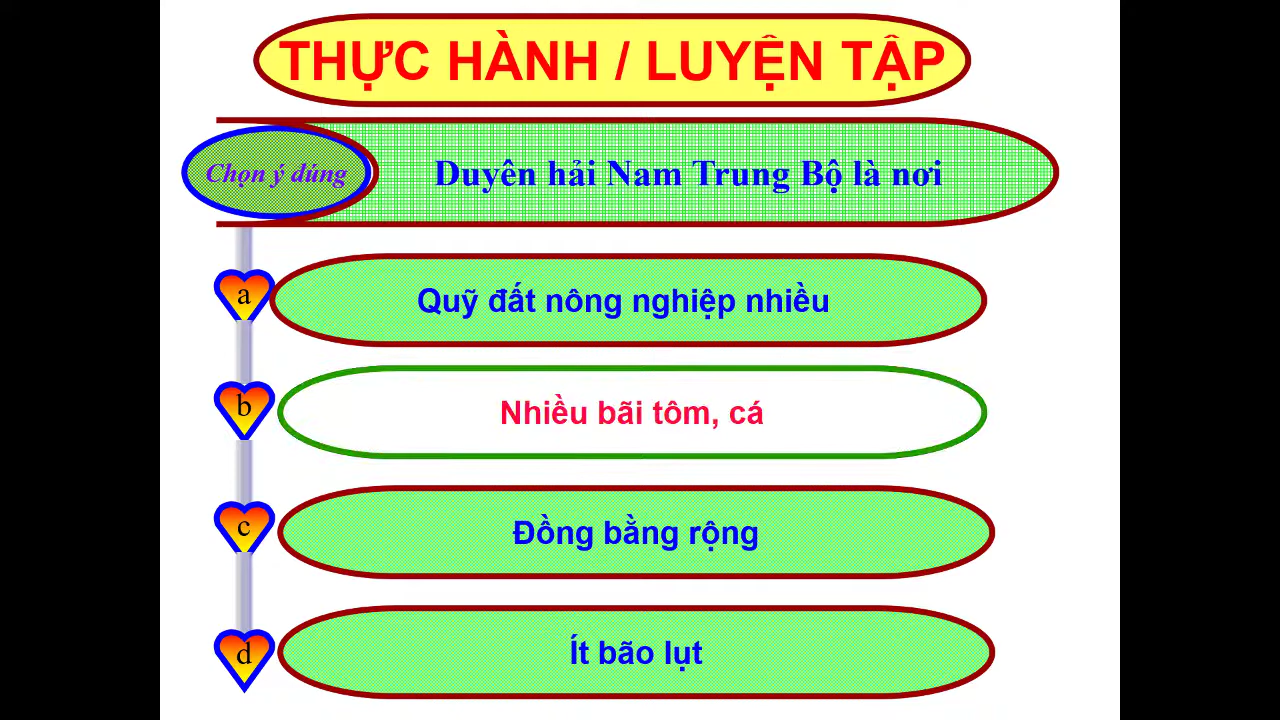 THỰC HÀNH / LUYỆN TẬP
Chọn ý đúng
Duyên hải Nam Trung Bộ là nơi
a
Quỹ đất nông nghiệp nhiều
b
Nhiều bãi tôm, cá
c
Đồng bằng rộng
d
Ít bão lụt